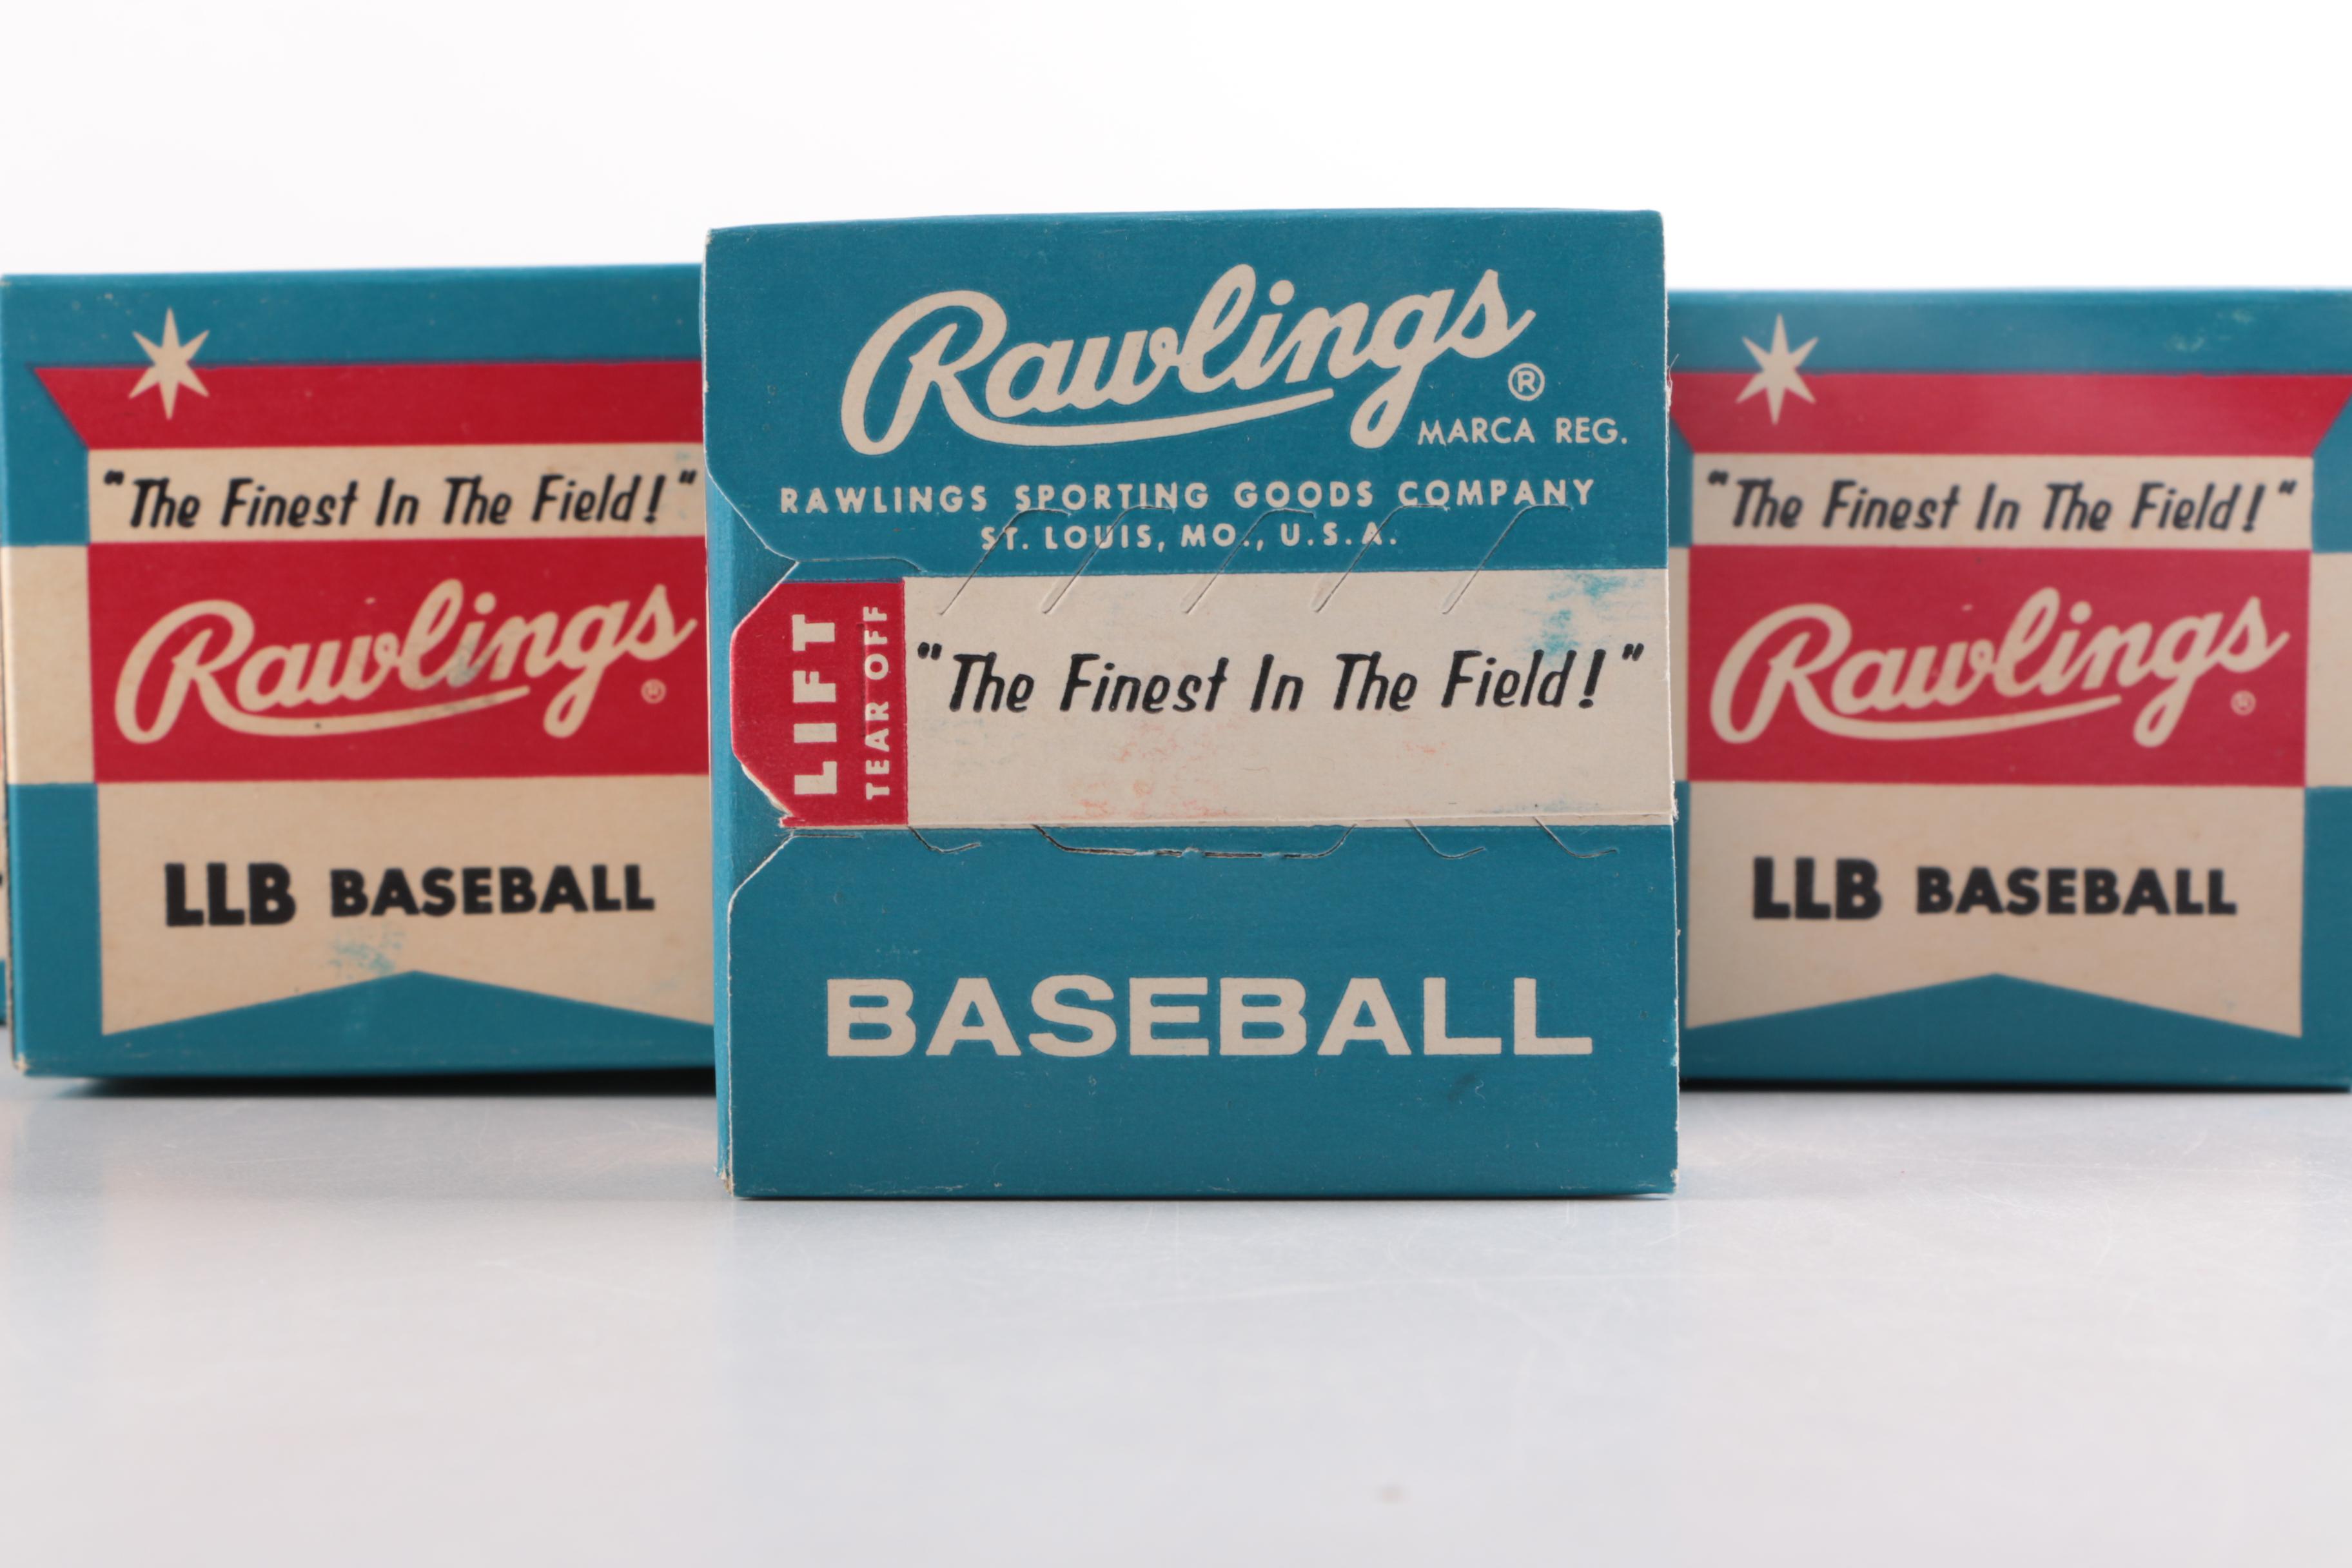 "The Finest In The Field!"
Rawlings ®
LLB BASEBALL
Rawlings ®
MARCA REG.
RAWLINGS SPORTING GOODS COMPANY
ST. LOUIS, MO., U.S.A.
LIFT
TEAR OFF
"The Finest In The Field!"
BASEBALL
"The Finest In The Field!"
Rawlings ®
LLB BASEBALL